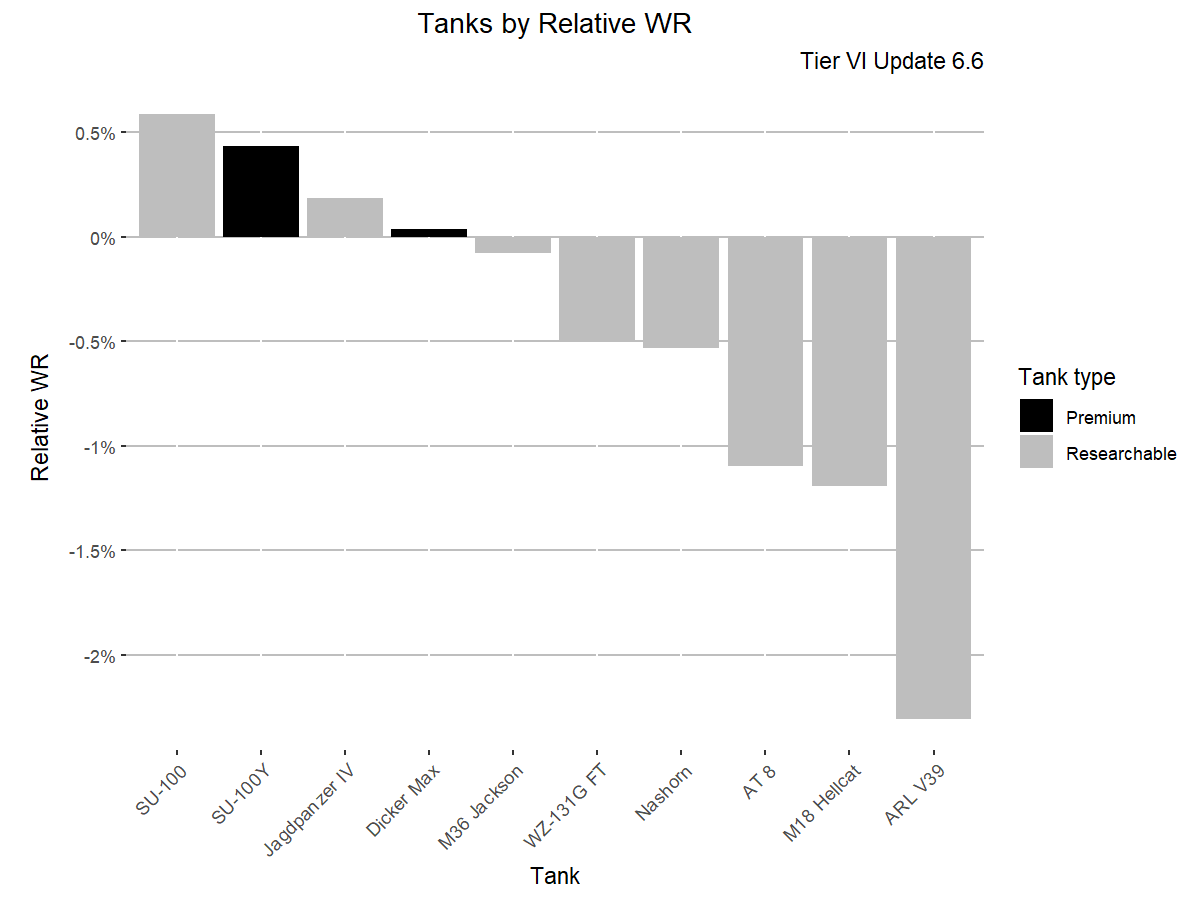 Tanks by Relative WR
Tier VI Update 6.6
0.5%
0%
-0.5%
-1%
-1.5%
-2%
Relative WR
SU-100
SU-100Y
Jagdpanzer IV
Dicker Max
M36 Jackson
WZ-131G FT
Nashorn
AT 8
M18 Hellcat
ARL V39
Tank
Tank type
Premium
Researchable